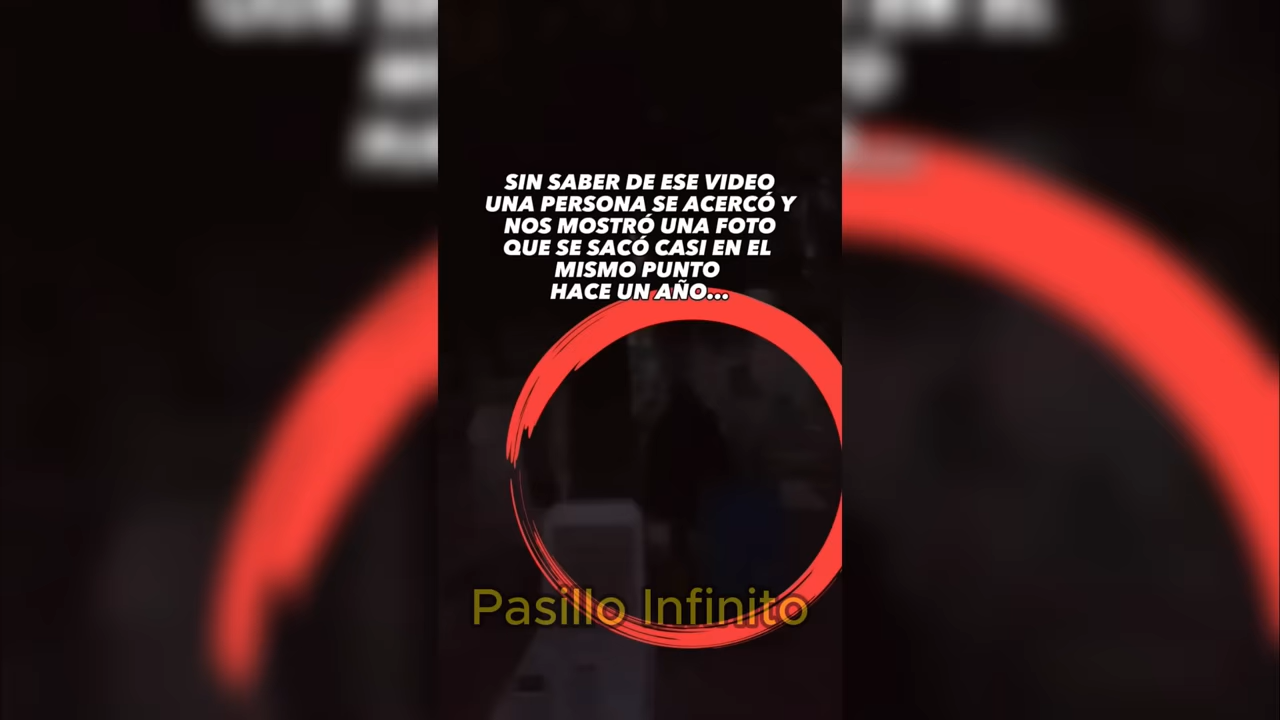 SIN SABER DE ESE VIDEO
UNA PERSONA SE ACERCÓ Y
NOS MOSTRÓ UNA FOTO
QUE SE SACÓ CASI EN EL
MISMO PUNTO
HACE UN AÑO...
Pasillo Infinito